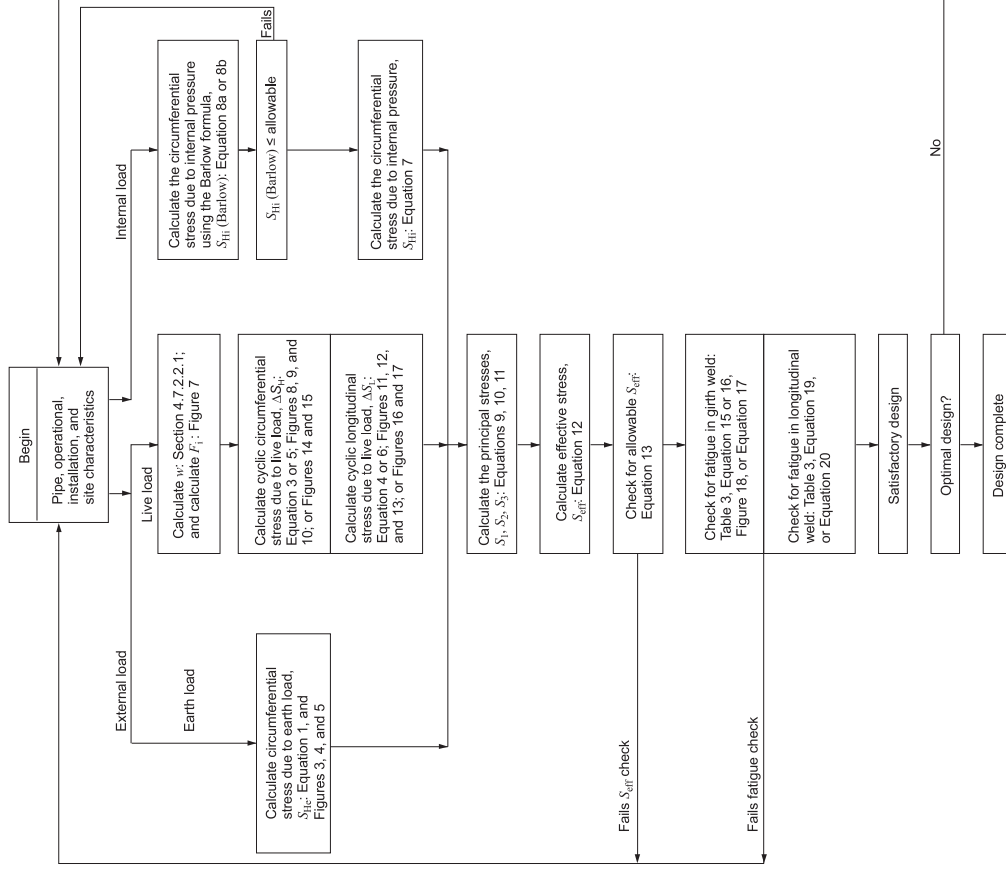 Begin
Pipe, operational,
installation, and
site characteristics
External load
Live load
Internal load
Earth load
Calculate circumferential
stress due to earth load,
S_He: Equation 1, and
Figures 3, 4, and 5
Calculate w: Section 4.7.2.2.1;
and calculate F_i: Figure 7
Calculate cyclic circumferential
stress due to live load, ΔS_H:
Equation 3 or 5; Figures 8, 9, and
10; or Figures 14 and 15
Calculate cyclic longitudinal
stress due to live load, ΔS_L:
Equation 4 or 6; Figures 11, 12,
and 13; or Figures 16 and 17
Calculate the circumferential
stress due to internal pressure
using the Barlow formula,
S_Hi (Barlow): Equation 8a or 8b
Fails
S_Hi (Barlow) ≤ allowable
Calculate the circumferential
stress due to internal pressure,
S_Hi: Equation 7
Calculate the principal stresses,
S_1, S_2, S_3: Equations 9, 10, 11
Calculate effective stress,
S_eff: Equation 12
Check for allowable S_eff:
Equation 13
Fails S_eff check
Check for fatigue in girth weld:
Table 3, Equation 15 or 16,
Figure 18, or Equation 17
Check for fatigue in longitudinal
weld: Table 3, Equation 19,
or Equation 20
Fails fatigue check
Satisfactory design
Optimal design?
No
Design complete